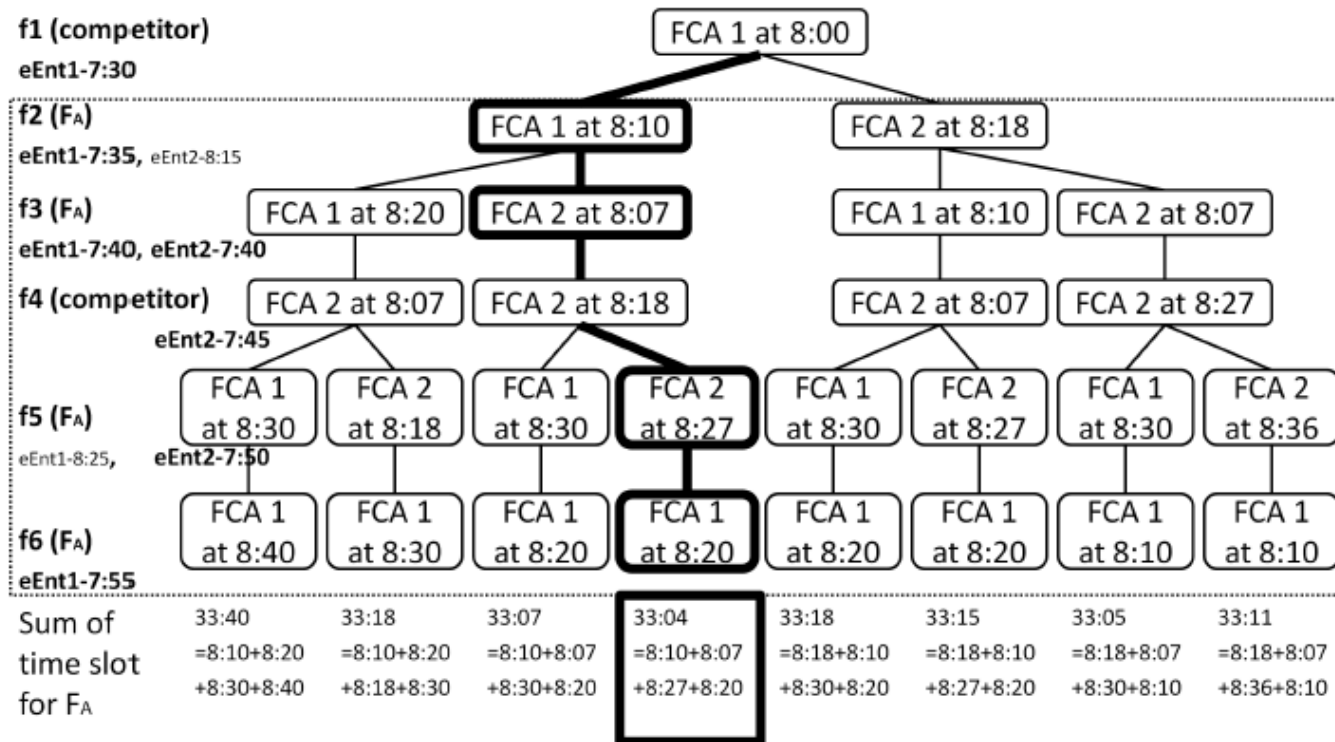 f1 (competitor)
eEnt1-7:30
FCA 1 at 8:00
f2 (FA)
eEnt1-7:35, eEnt2-8:15
FCA 1 at 8:10
FCA 2 at 8:18
f3 (FA)
eEnt1-7:40, eEnt2-7:40
FCA 1 at 8:20
FCA 2 at 8:07
FCA 1 at 8:10
FCA 2 at 8:07
f4 (competitor)
eEnt2-7:45
FCA 2 at 8:07
FCA 2 at 8:18
FCA 2 at 8:07
FCA 2 at 8:27
f5 (FA)
eEnt1-8:25, eEnt2-7:50
FCA 1
at 8:30
FCA 2
at 8:18
FCA 1
at 8:30
FCA 2
at 8:27
FCA 1
at 8:30
FCA 2
at 8:27
FCA 1
at 8:30
FCA 2
at 8:36
f6 (FA)
eEnt1-7:55
FCA 1
at 8:40
FCA 1
at 8:30
FCA 1
at 8:20
FCA 1
at 8:20
FCA 1
at 8:20
FCA 1
at 8:20
FCA 1
at 8:10
FCA 1
at 8:10
Sum of
time slot
for FA
33:40
=8:10+8:20
+8:30+8:40
33:18
=8:10+8:20
+8:18+8:30
33:07
=8:10+8:07
+8:30+8:20
33:04
=8:10+8:07
+8:27+8:20
33:18
=8:18+8:10
+8:30+8:20
33:15
=8:18+8:10
+8:27+8:20
33:05
=8:18+8:07
+8:30+8:10
33:11
=8:18+8:07
+8:36+8:10